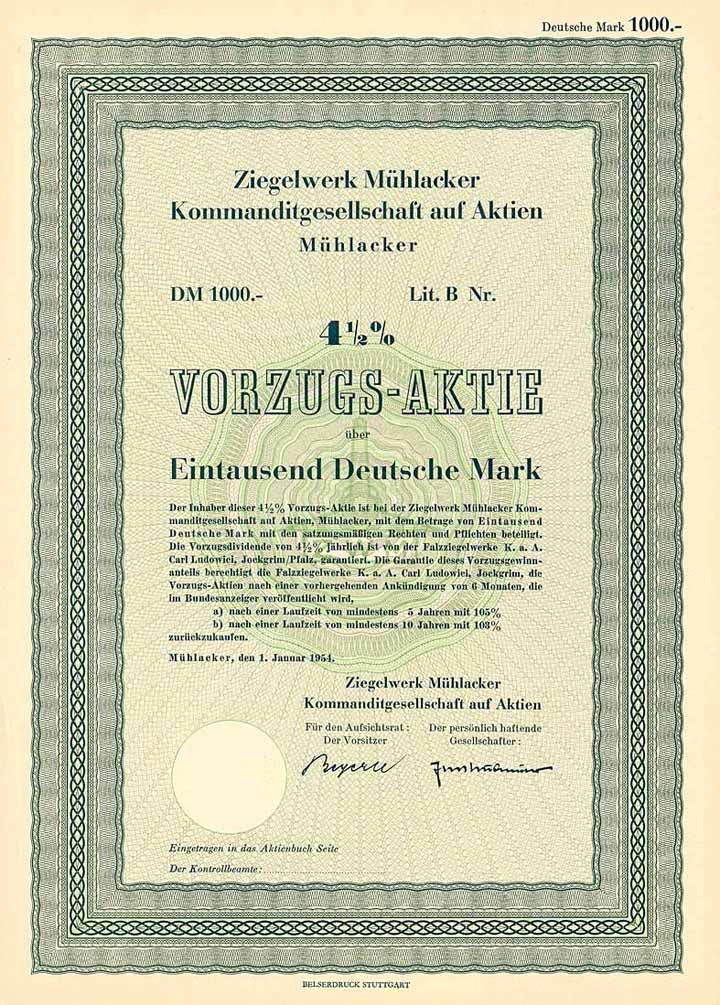 Deutsche Mark 1000.-
Ziegelwerk Mühlacker
Kommanditgesellschaft auf Aktien
Mühlacker
DM 1000.- Lit. B Nr.
4½%
VORZUGS-AKTIE
über
Eintausend Deutsche Mark
Der Inhaber dieser 4½% Vorzugs-Aktie ist bei der Ziegelwerk Mühlacker Kom-
manditgesellschaft auf Aktien, Mühlacker, mit dem Betrage von Eintausend
Deutsche Mark mit den satzungsmäßigen Rechten und Pflichten beteiligt.
Die Vorzugsdividende von 4½% jährlich ist von der Falzziegelwerke K. a. A.
Carl Ludowici, Jockgrim/Pfalz, garantiert. Die Garantie dieses Vorzugsgewinn-
anteils berechtigt die Falzziegelwerke K. a. A. Carl Ludowici, Jockgrim, die
Vorzugs-Aktien nach einer vorhergehenden Ankündigung von 6 Monaten, die
im Bundesanzeiger veröffentlicht wird,
a) nach einer Laufzeit von mindestens 5 Jahren mit 105%
b) nach einer Laufzeit von mindestens 10 Jahren mit 103%
zurückzukaufen.
Mühlacker, den 1. Januar 1954.
Ziegelwerk Mühlacker
Kommanditgesellschaft auf Aktien
Für den Aufsichtsrat: Der persönlich haftende
Der Vorsitzer Gesellschafter:
Eingetragen in das Aktienbuch Seite
Der Kontrollbeamte:
BELSERDRUCK STUTTGART